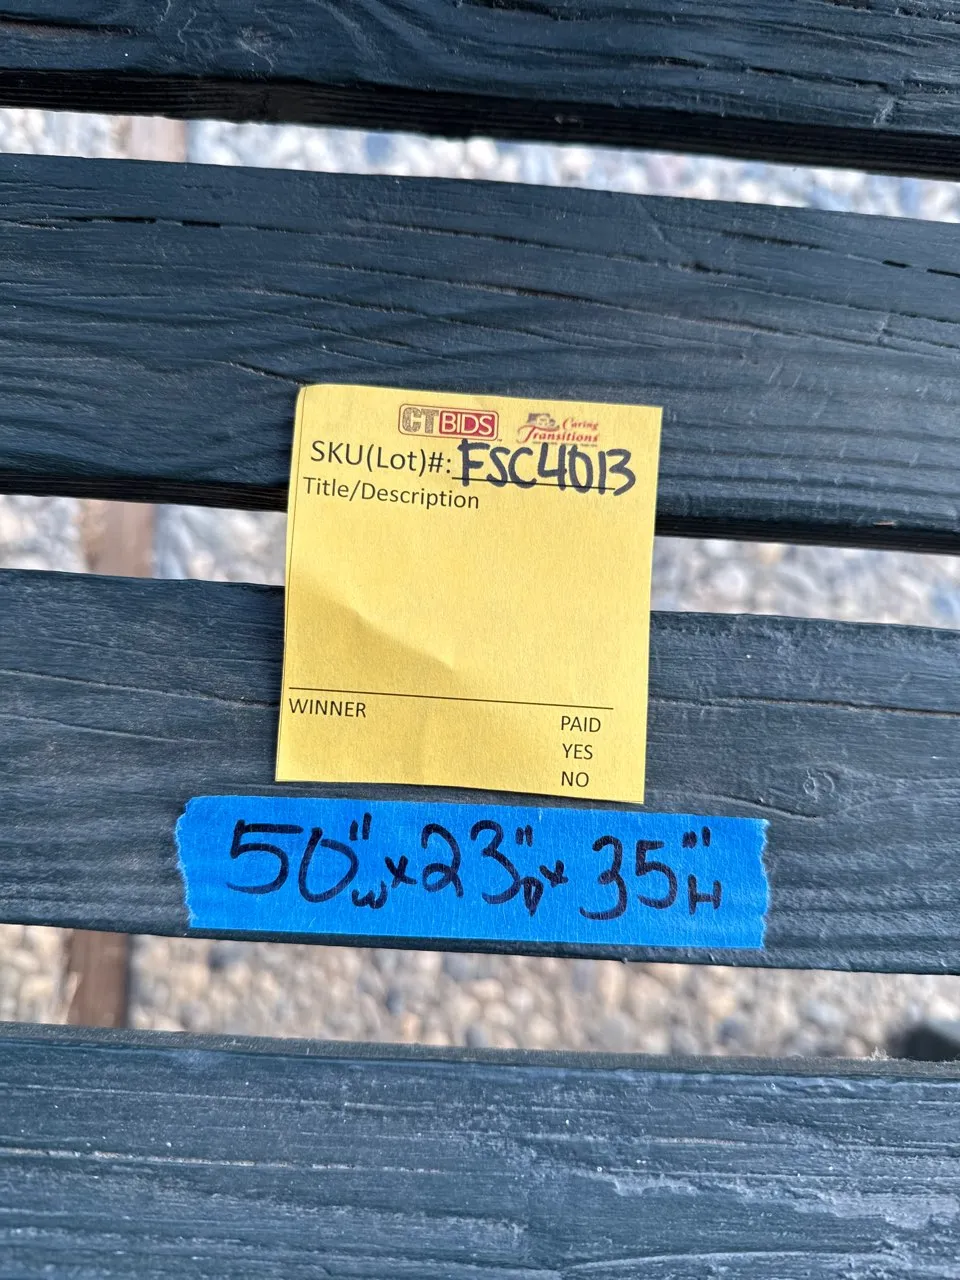 CTBIDS Caring Transitions
SKU(Lot)#: FSC4013
Title/Description
WINNER
PAID
YES
NO
50"W x 23"D x 35"H